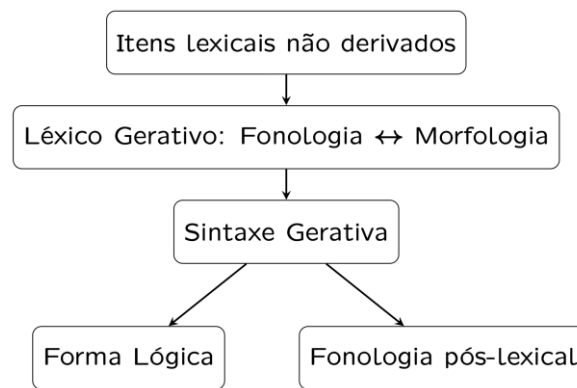 Itens lexicais não derivados
Léxico Gerativo: Fonologia ↔ Morfologia
Sintaxe Gerativa
Forma Lógica
Fonologia pós-lexical